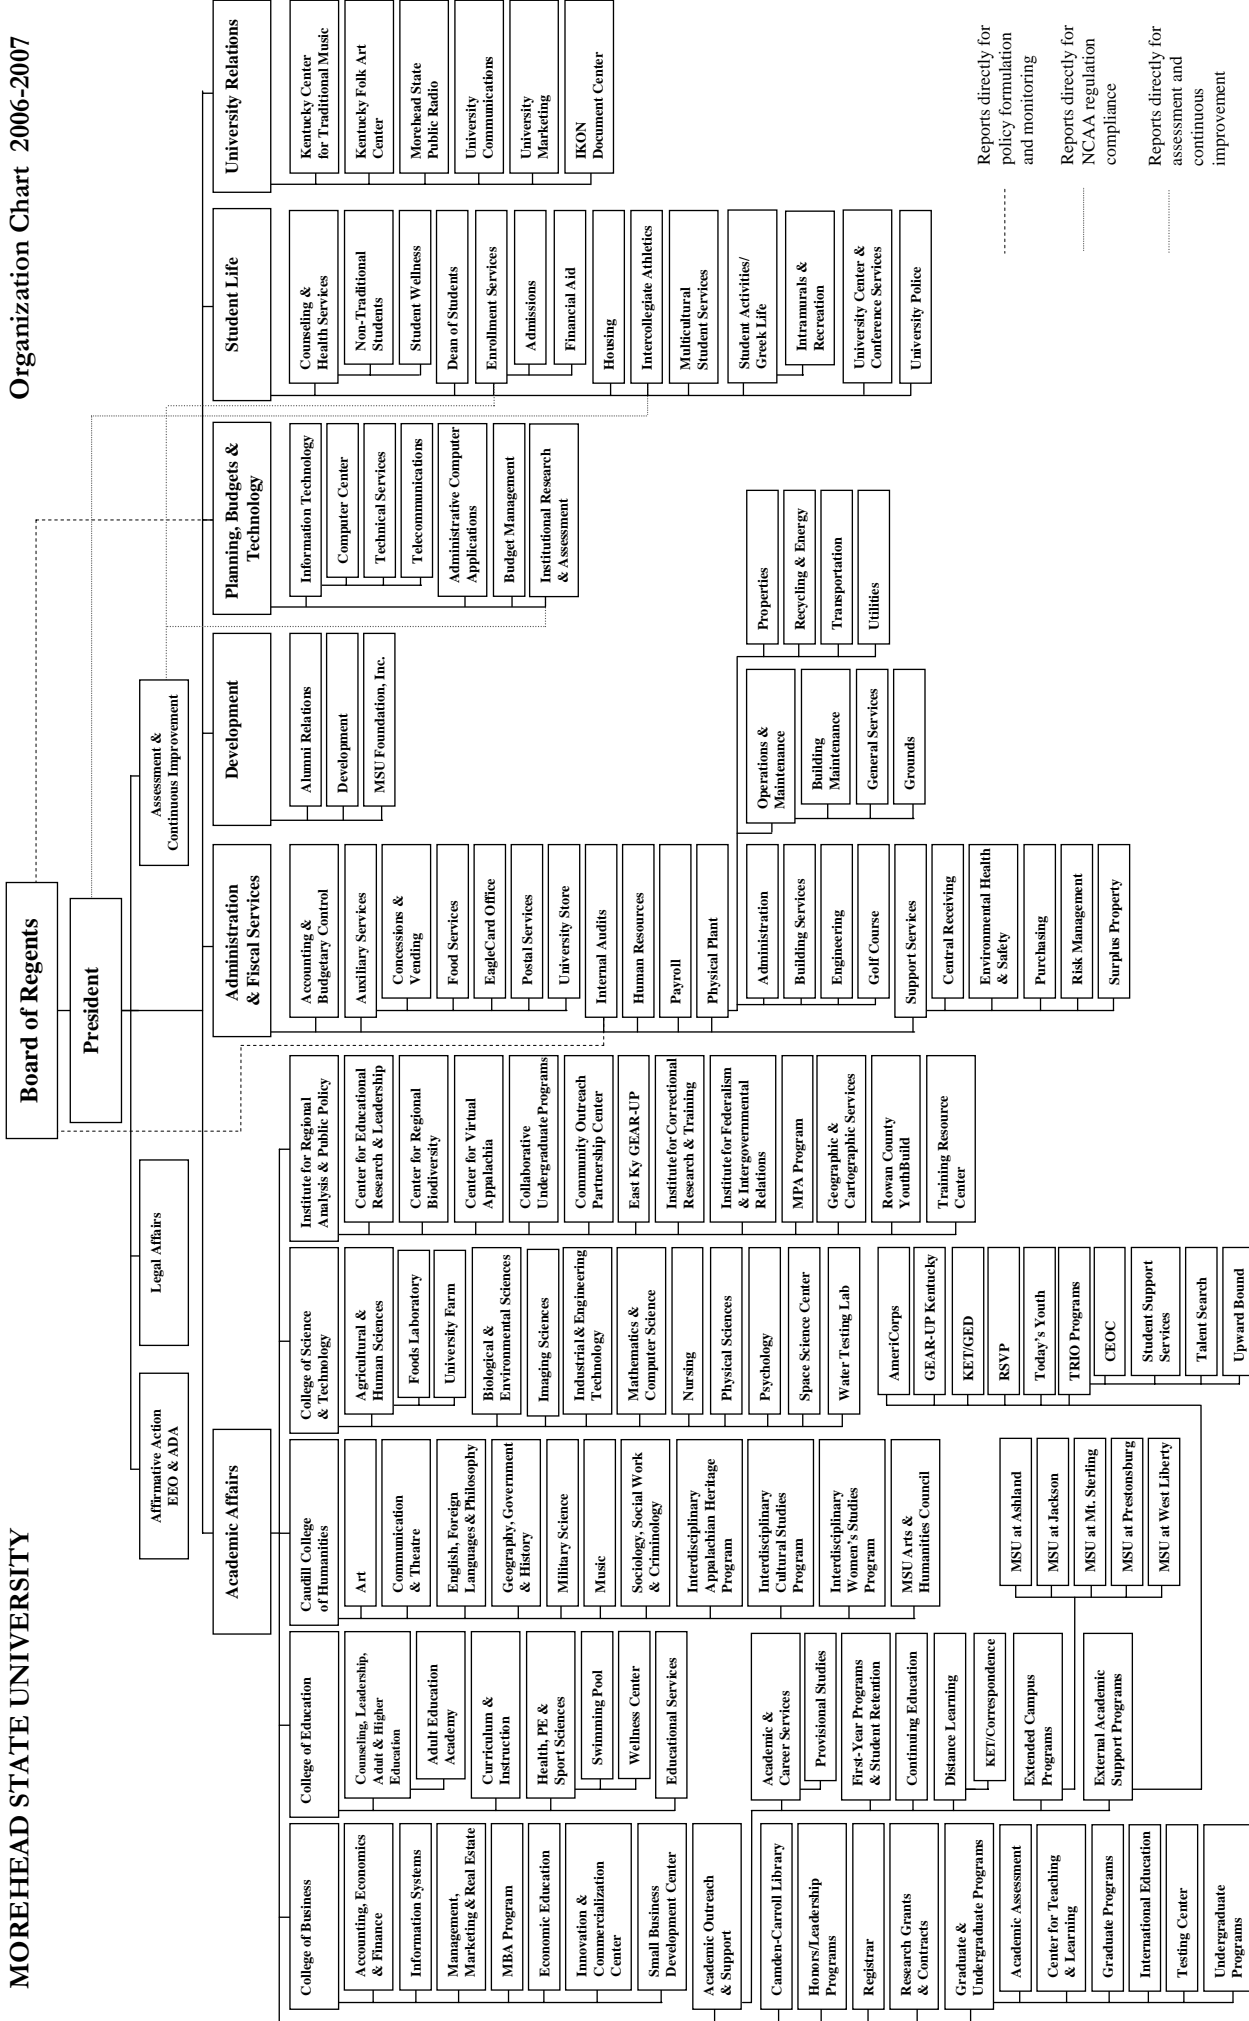 MOREHEAD STATE UNIVERSITY
Organization Chart 2006-2007
Board of Regents
President
Affirmative Action
EEO & ADA
Legal Affairs
Assessment &
Continuous Improvement
Academic Affairs
Administration
& Fiscal Services
Development
Planning, Budgets &
Technology
Student Life
University Relations
College of Business
Accounting, Economics
& Finance
Information Systems
Management,
Marketing & Real Estate
MBA Program
Economic Education
Innovation &
Commercialization
Center
Small Business
Development Center
Academic Outreach
& Support
Camden-Carroll Library
Honors/Leadership
Programs
Registrar
Research Grants
& Contracts
Graduate &
Undergraduate Programs
Academic Assessment
Center for Teaching
& Learning
Graduate Programs
International Education
Testing Center
Undergraduate
Programs
College of Education
Counseling, Leadership,
Adult & Higher
Education
Adult Education
Academy
Curriculum &
Instruction
Health, PE &
Sport Sciences
Swimming Pool
Wellness Center
Educational Services
Academic &
Career Services
Provisional Studies
First-Year Programs
& Student Retention
Continuing Education
Distance Learning
KET/Correspondence
Extended Campus
Programs
External Academic
Support Programs
Caudill College
of Humanities
Art
Communication
& Theatre
English, Foreign
Languages & Philosophy
Geography, Government
& History
Military Science
Music
Sociology, Social Work
& Criminology
Interdisciplinary
Appalachian Heritage
Program
Interdisciplinary
Cultural Studies
Program
Interdisciplinary
Women's Studies
Program
MSU Arts &
Humanities Council
MSU at Ashland
MSU at Jackson
MSU at Mt. Sterling
MSU at Prestonsburg
MSU at West Liberty
College of Science
& Technology
Agricultural &
Human Sciences
Foods Laboratory
University Farm
Biological &
Environmental Sciences
Imaging Sciences
Industrial & Engineering
Technology
Mathematics &
Computer Science
Nursing
Physical Sciences
Psychology
Space Science Center
Water Testing Lab
AmeriCorps
GEAR-UP Kentucky
KET/GED
RSVP
Today's Youth
TRIO Programs
CEOC
Student Support
Services
Talent Search
Upward Bound
Institute for Regional
Analysis & Public Policy
Center for Educational
Research & Leadership
Center for Regional
Biodiversity
Center for Virtual
Appalachia
Collaborative
Undergraduate Programs
Community Outreach
Partnership Center
East Ky GEAR-UP
Institute for Correctional
Research & Training
Institute for Federalism
& Intergovernmental
Relations
MPA Program
Geographic &
Cartographic Services
Rowan County
YouthBuild
Training Resource
Center
Accounting &
Budgetary Control
Auxiliary Services
Concessions &
Vending
Food Services
EagleCard Office
Postal Services
University Store
Internal Audits
Human Resources
Payroll
Physical Plant
Administration
Building Services
Engineering
Golf Course
Support Services
Central Receiving
Environmental Health
& Safety
Purchasing
Risk Management
Surplus Property
Operations &
Maintenance
Building
Maintenance
General Services
Grounds
Properties
Recycling & Energy
Transportation
Utilities
Alumni Relations
Development
MSU Foundation, Inc.
Information Technology
Computer Center
Technical Services
Telecommunications
Administrative Computer
Applications
Budget Management
Institutional Research
& Assessment
Counseling &
Health Services
Non-Traditional
Students
Student Wellness
Dean of Students
Enrollment Services
Admissions
Financial Aid
Housing
Intercollegiate Athletics
Multicultural
Student Services
Student Activities/
Greek Life
Intramurals &
Recreation
University Center &
Conference Services
University Police
Kentucky Center
for Traditional Music
Kentucky Folk Art
Center
Morehead State
Public Radio
University
Communications
University
Marketing
IKON
Document Center
Reports directly for
policy formulation
and monitoring
Reports directly for
NCAA regulation
compliance
Reports directly for
assessment and
continuous
improvement